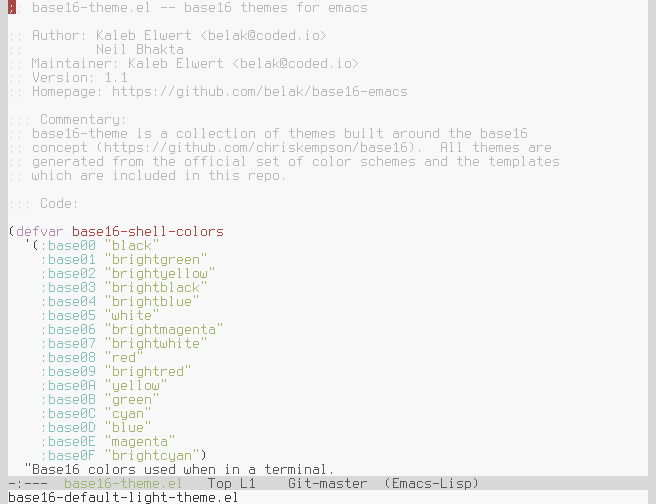 ;; base16-theme.el -- base16 themes for emacs
;; Author: Kaleb Elwert <belak@coded.io>
;;         Neil Bhakta
;; Maintainer: Kaleb Elwert <belak@coded.io>
;; Version: 1.1
;; Homepage: https://github.com/belak/base16-emacs
;;; Commentary:
;; base16-theme is a collection of themes built around the base16
;; concept (https://github.com/chriskempson/base16).  All themes are
;; generated from the official set of color schemes and the templates
;; which are included in this repo.
;;; Code:
(defvar base16-shell-colors
  '(:base00 "black"
    :base01 "brightgreen"
    :base02 "brightyellow"
    :base03 "brightblack"
    :base04 "brightblue"
    :base05 "white"
    :base06 "brightmagenta"
    :base07 "brightwhite"
    :base08 "red"
    :base09 "brightred"
    :base0A "yellow"
    :base0B "green"
    :base0C "cyan"
    :base0D "blue"
    :base0E "magenta"
    :base0F "brightcyan")
  "Base16 colors used when in a terminal.
-:---  base16-theme.el   Top L1    Git-master  (Emacs-Lisp)
base16-default-light-theme.el